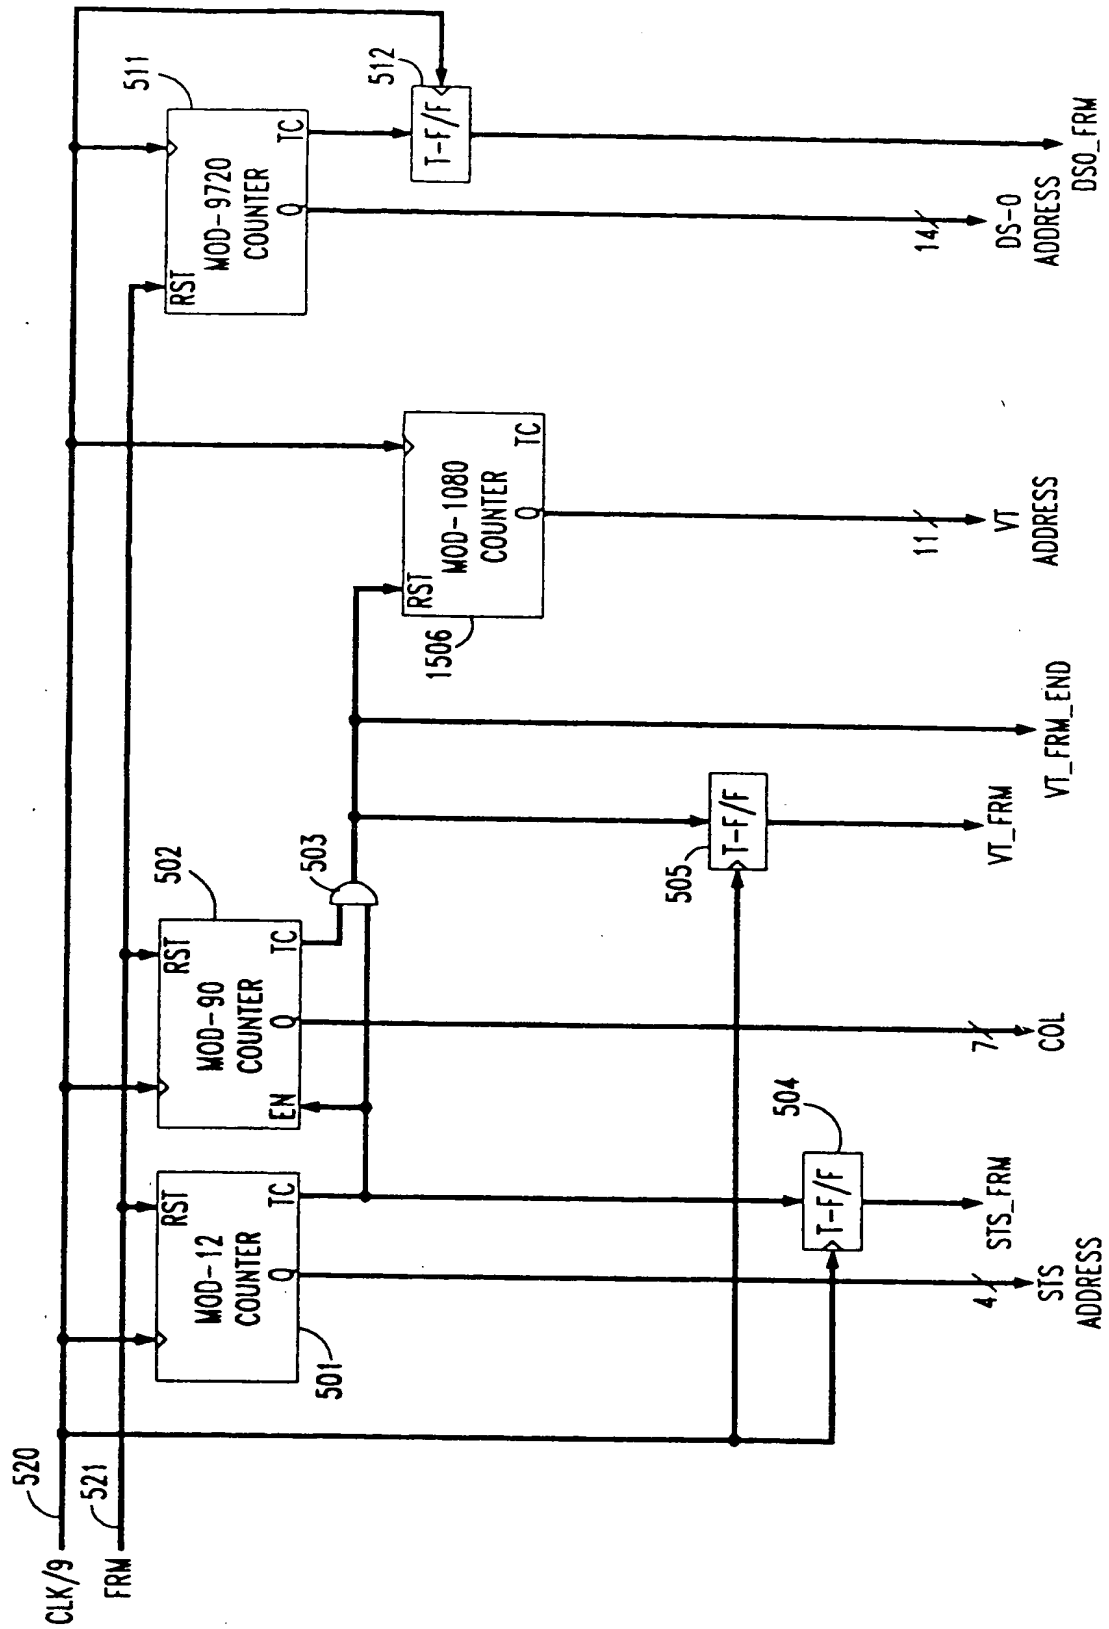 CLK/9
520
FRM
521
501
MOD-12
COUNTER
RST
Q
TC
502
MOD-90
COUNTER
RST
EN
Q
TC
503
1506
MOD-1080
COUNTER
RST
Q
TC
511
MOD-9720
COUNTER
RST
Q
TC
512
T-F/F
504
T-F/F
505
T-F/F
4
STS
ADDRESS
STS_FRM
7
COL
VT_FRM
VT_FRM_END
11
VT
ADDRESS
14
DS-0
ADDRESS
DS0_FRM